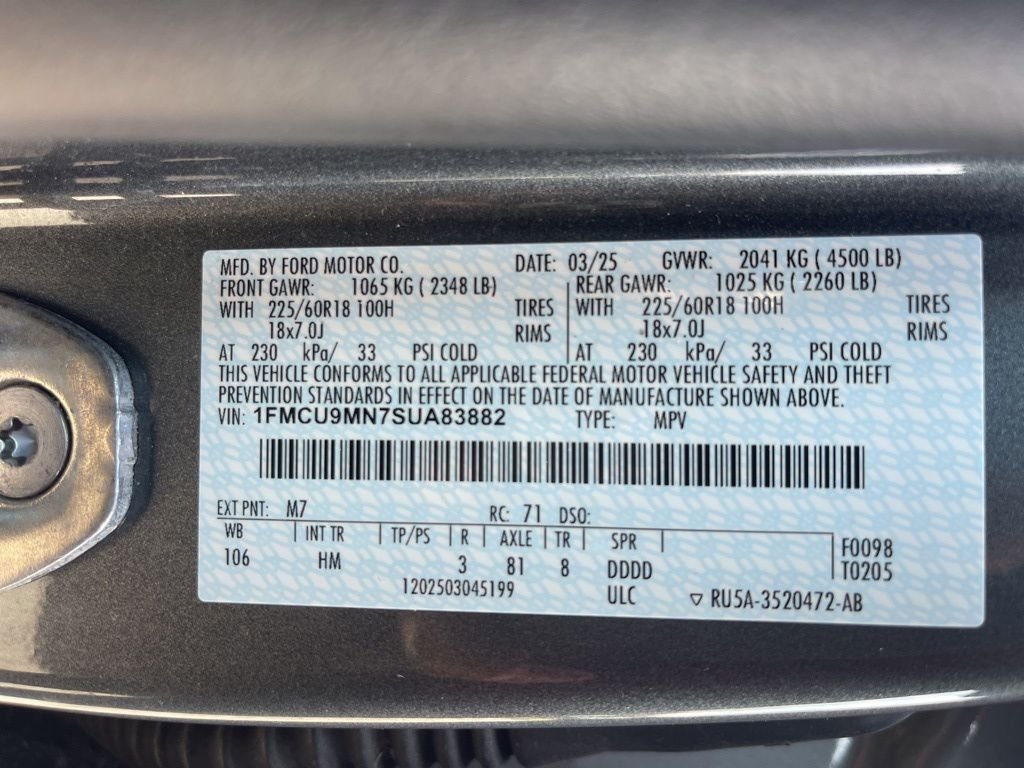 MFD. BY FORD MOTOR CO. DATE: 03/25 GVWR: 2041 KG ( 4500 LB)
FRONT GAWR: 1065 KG ( 2348 LB) REAR GAWR: 1025 KG ( 2260 LB)
WITH 225/60R18 100H TIRES WITH 225/60R18 100H TIRES
18x7.0J RIMS 18x7.0J RIMS
AT 230 kPa/ 33 PSI COLD AT 230 kPa/ 33 PSI COLD
THIS VEHICLE CONFORMS TO ALL APPLICABLE FEDERAL MOTOR VEHICLE SAFETY AND THEFT
PREVENTION STANDARDS IN EFFECT ON THE DATE OF MANUFACTURE SHOWN ABOVE.
VIN: 1FMCU9MN7SUA83882 TYPE: MPV
EXT PNT: M7 RC: 71 DSO:
WB INT TR TP/PS R AXLE TR SPR F0098
106 HM 3 81 8 DDDD T0205
1202503045199 ULC ▽ RU5A-3520472-AB